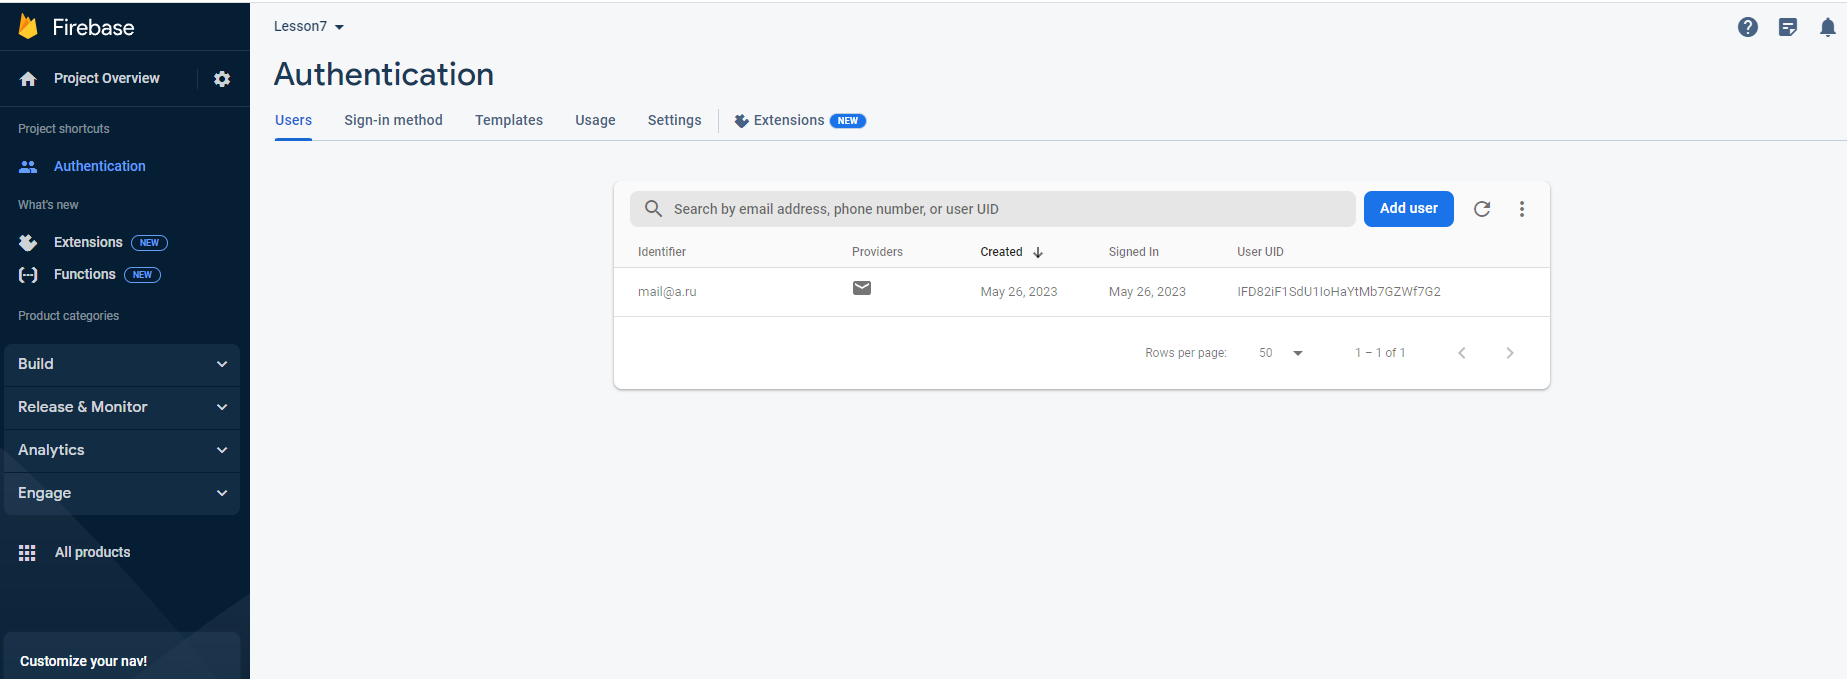 Firebase
Project Overview
Project shortcuts
Authentication
What's new
Extensions NEW
Functions NEW
Product categories
Build
Release & Monitor
Analytics
Engage
All products
Customize your nav!
Lesson7
Authentication
Users Sign-in method Templates Usage Settings Extensions NEW
Search by email address, phone number, or user UID Add user
Identifier Providers Created Signed In User UID
mail@a.ru May 26, 2023 May 26, 2023 IFD82iF1SdU1IoHaYtMb7GZWf7G2
Rows per page: 50 1 – 1 of 1